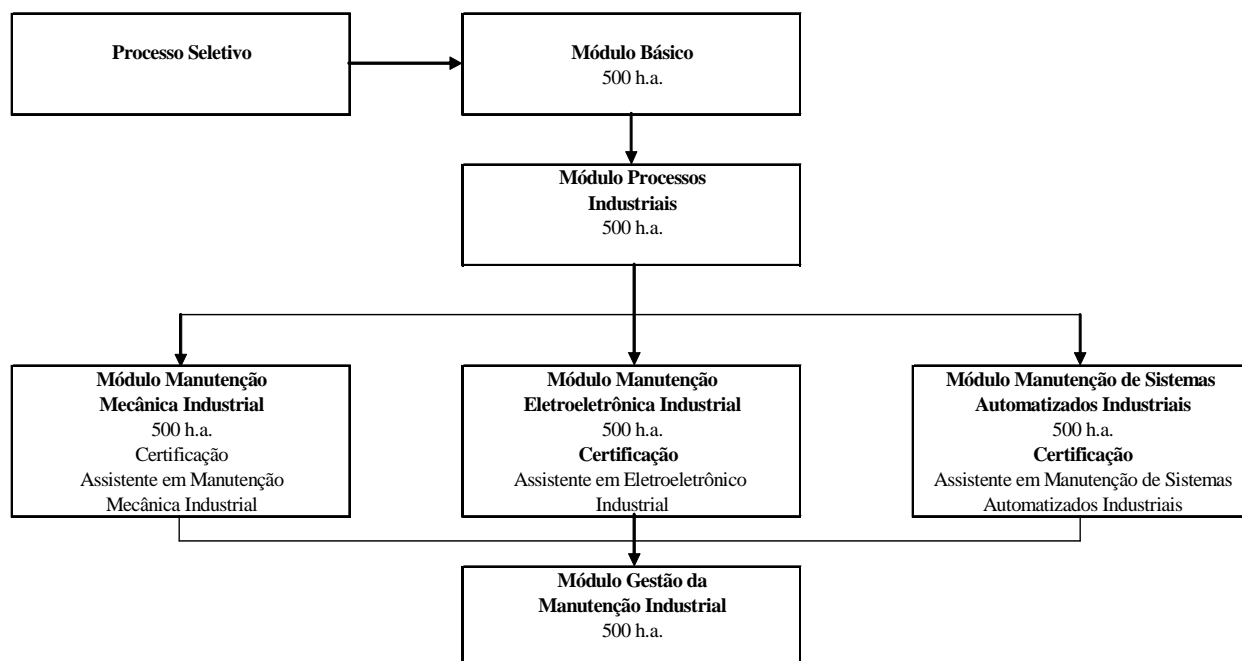 Processo Seletivo
Módulo Básico
500 h.a.
Módulo Processos
Industriais
500 h.a.
Módulo Manutenção
Mecânica Industrial
500 h.a.
Certificação
Assistente em Manutenção
Mecânica Industrial
Módulo Manutenção
Eletroeletrônica Industrial
500 h.a.
Certificação
Assistente em Eletroeletrônico
Industrial
Módulo Manutenção de Sistemas
Automatizados Industriais
500 h.a.
Certificação
Assistente em Manutenção de Sistemas
Automatizados Industriais
Módulo Gestão da
Manutenção Industrial
500 h.a.